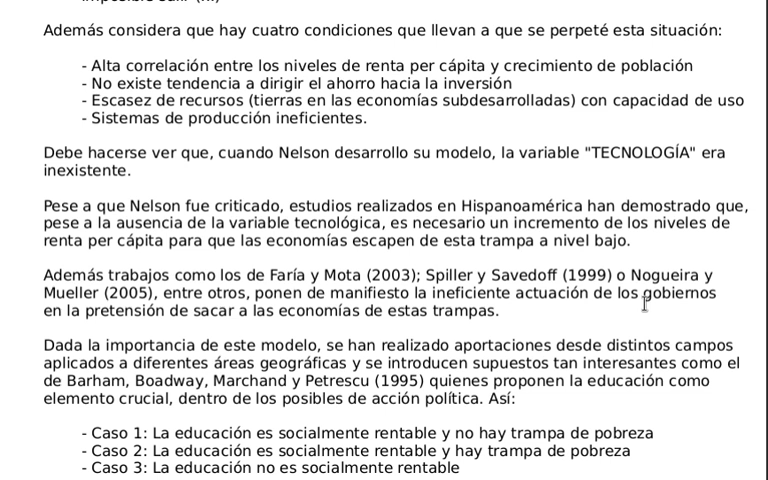 Además considera que hay cuatro condiciones que llevan a que se perpeté esta situación:
- Alta correlación entre los niveles de renta per cápita y crecimiento de población
- No existe tendencia a dirigir el ahorro hacia la inversión
- Escasez de recursos (tierras en las economías subdesarrolladas) con capacidad de uso
- Sistemas de producción ineficientes.
Debe hacerse ver que, cuando Nelson desarrollo su modelo, la variable "TECNOLOGÍA" era
inexistente.
Pese a que Nelson fue criticado, estudios realizados en Hispanoamérica han demostrado que,
pese a la ausencia de la variable tecnológica, es necesario un incremento de los niveles de
renta per cápita para que las economías escapen de esta trampa a nivel bajo.
Además trabajos como los de Faría y Mota (2003); Spiller y Savedoff (1999) o Nogueira y
Mueller (2005), entre otros, ponen de manifiesto la ineficiente actuación de los gobiernos
en la pretensión de sacar a las economías de estas trampas.
Dada la importancia de este modelo, se han realizado aportaciones desde distintos campos
aplicados a diferentes áreas geográficas y se introducen supuestos tan interesantes como el
de Barham, Boadway, Marchand y Petrescu (1995) quienes proponen la educación como
elemento crucial, dentro de los posibles de acción política. Así:
- Caso 1: La educación es socialmente rentable y no hay trampa de pobreza
- Caso 2: La educación es socialmente rentable y hay trampa de pobreza
- Caso 3: La educación no es socialmente rentable